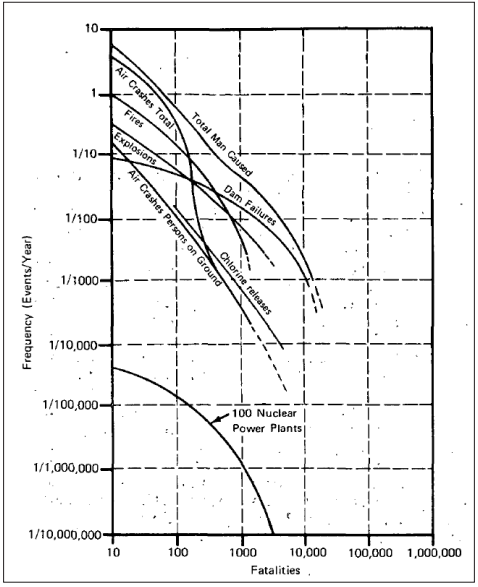 10
1
1/10
1/100
1/1000
1/10,000
1/100,000
1/1,000,000
1/10,000,000
Frequency (Events/Year)
Air Crashes Total
Fires
Explosions
Air Crashes Persons on Ground
Total Man Caused
Dam Failures
Chlorine releases
100 Nuclear
Power Plants
10
100
1000
10,000
100,000
1,000,000
Fatalities